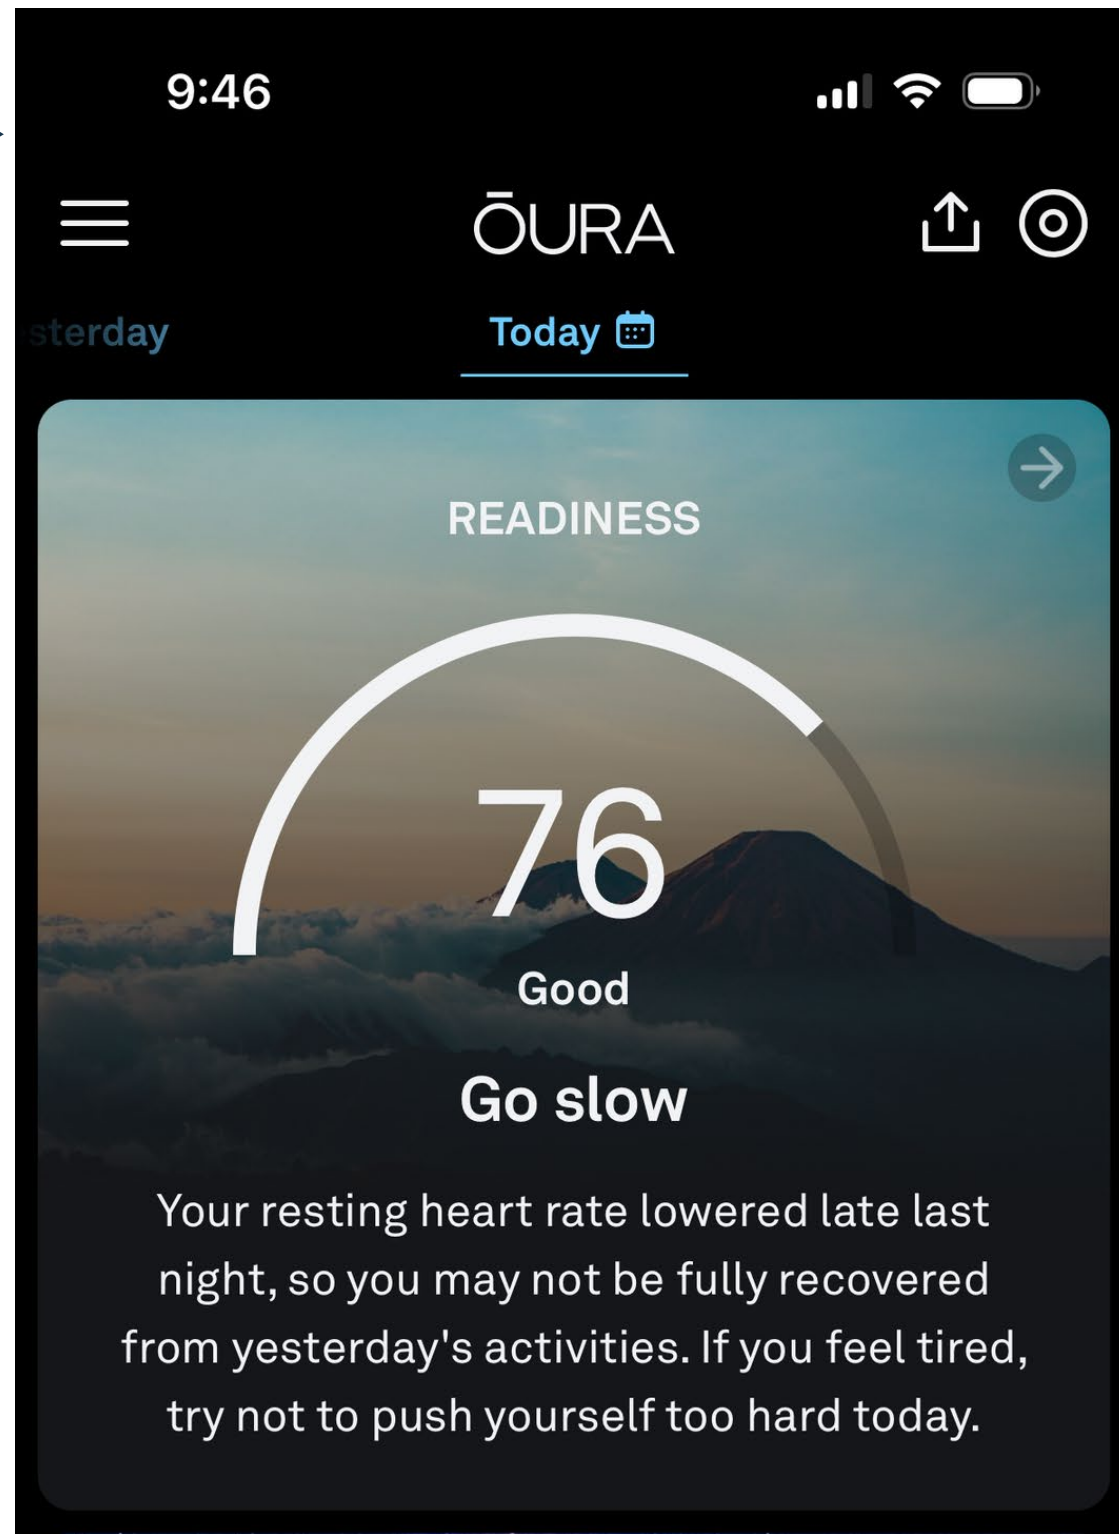 9:46
ŌURA
sterday
Today
READINESS
76
Good
Go slow
Your resting heart rate lowered late last
night, so you may not be fully recovered
from yesterday's activities. If you feel tired,
try not to push yourself too hard today.